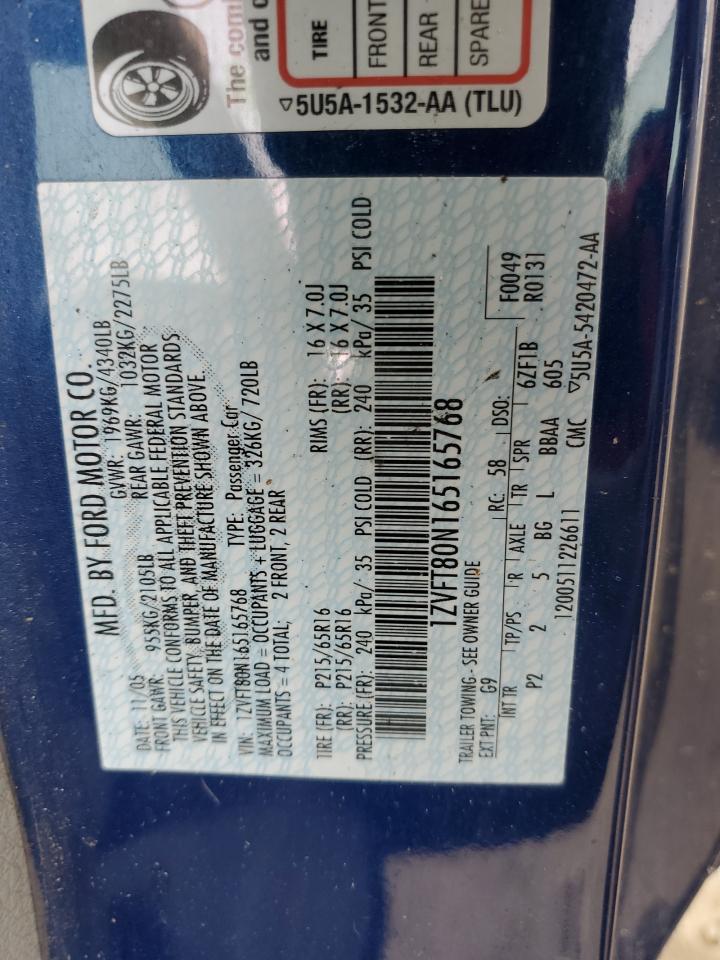 The comb
and c
TIRE
FRONT
REAR
SPARE
▽5U5A-1532-AA (TLU)
MFD. BY FORD MOTOR CO.
DATE: 11/05 GVWR: 1969KG/4340LB
FRONT GAWR: 955KG/2105LB REAR GAWR: 1032KG/2275LB
THIS VEHICLE CONFORMS TO ALL APPLICABLE FEDERAL MOTOR
VEHICLE SAFETY, BUMPER, AND THEFT PREVENTION STANDARDS
IN EFFECT ON THE DATE OF MANUFACTURE SHOWN ABOVE.
VIN: 1ZVFT80N165165768 TYPE: Passenger Car
MAXIMUM LOAD = OCCUPANTS + LUGGAGE = 326KG/ 720LB
OCCUPANTS = 4 TOTAL; 2 FRONT, 2 REAR
TIRE (FR): P215/65R16 RIMS (FR): 16 X 7.0J
(RR): P215/65R16 (RR): 16 X 7.0J
PRESSURE (FR): 240 kPa/ 35 PSI COLD (RR): 240 kPa/ 35 PSI COLD
1ZVFT80N165165768
TRAILER TOWING - SEE OWNER GUIDE
EXT PNT: G9 RC: 58 DSO: F0049
INT TR TP/PS R AXLE TR SPR 6ZF1B R0131
P2 2 5 BG L BBAA 605
1200511226611 CMC ▽5U5A-5420472-AA